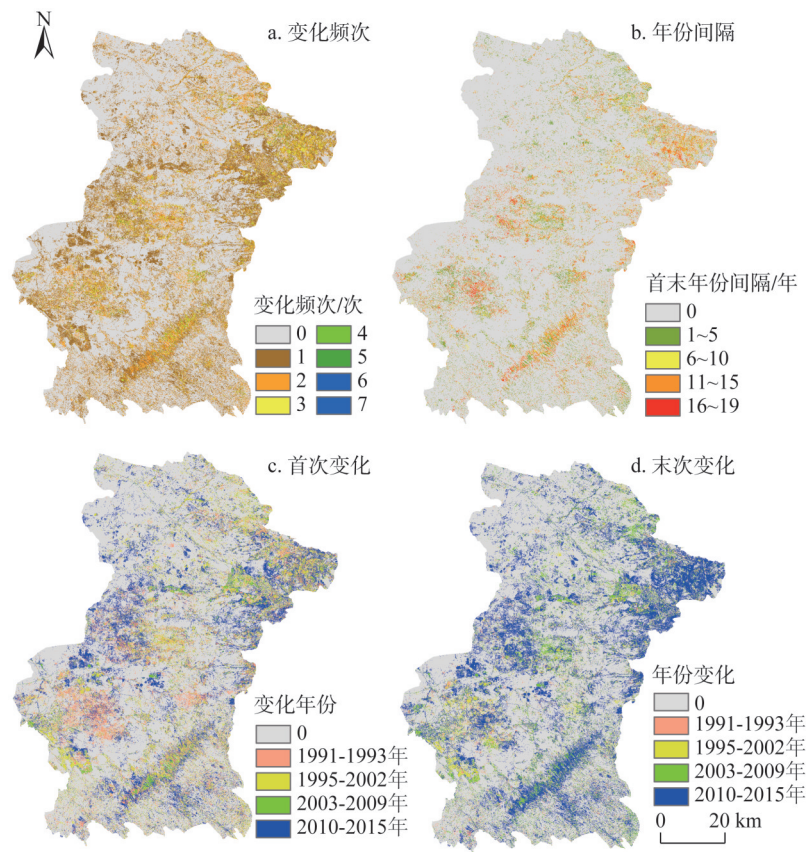 N
a. 变化频次
b. 年份间隔
变化频次/次
0 4
1 5
2 6
3 7
首末年份间隔/年
0
1~5
6~10
11~15
16~19
c. 首次变化
d. 末次变化
变化年份
0
1991-1993年
1995-2002年
2003-2009年
2010-2015年
年份变化
0
1991-1993年
1995-2002年
2003-2009年
2010-2015年
0 20 km